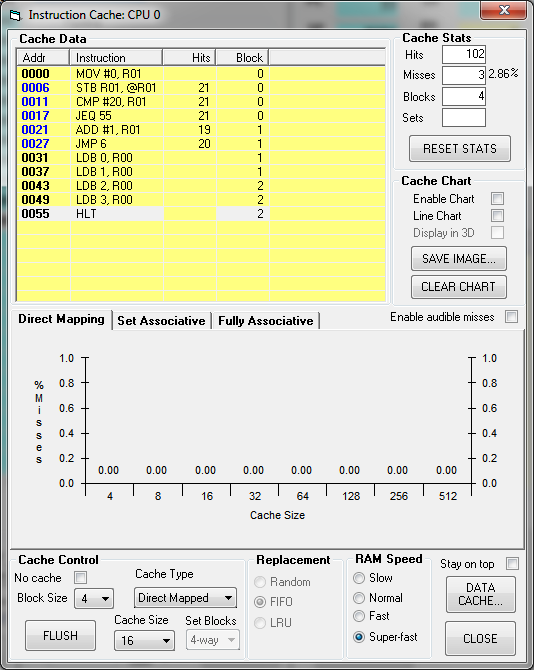 Instruction Cache: CPU 0
Cache Data
Addr Instruction Hits Block
0000 MOV #0, R01 0
0006 STB R01, @R01 21 0
0011 CMP #20, R01 21 0
0017 JEQ 55 21 0
0021 ADD #1, R01 19 1
0027 JMP 6 20 1
0031 LDB 0, R00 1
0037 LDB 1, R00 1
0043 LDB 2, R00 2
0049 LDB 3, R00 2
0055 HLT 2
Cache Stats
Hits 102
Misses 3 2.86%
Blocks 4
Sets
RESET STATS
Cache Chart
Enable Chart
Line Chart
Display in 3D
SAVE IMAGE...
CLEAR CHART
Direct Mapping Set Associative Fully Associative
Enable audible misses
% Misses
1.0 1.0
0.8 0.8
0.6 0.6
0.4 0.4
0.2 0.2
0.0 0.0
0.00 0.00 0.00 0.00 0.00 0.00 0.00 0.00
4 8 16 32 64 128 256 512
Cache Size
Cache Control
No cache
Block Size 4
FLUSH
Cache Type
Direct Mapped
Cache Size
16
Set Blocks
4-way
Replacement
Random
FIFO
LRU
RAM Speed
Slow
Normal
Fast
Super-fast
Stay on top
DATA
CACHE...
CLOSE